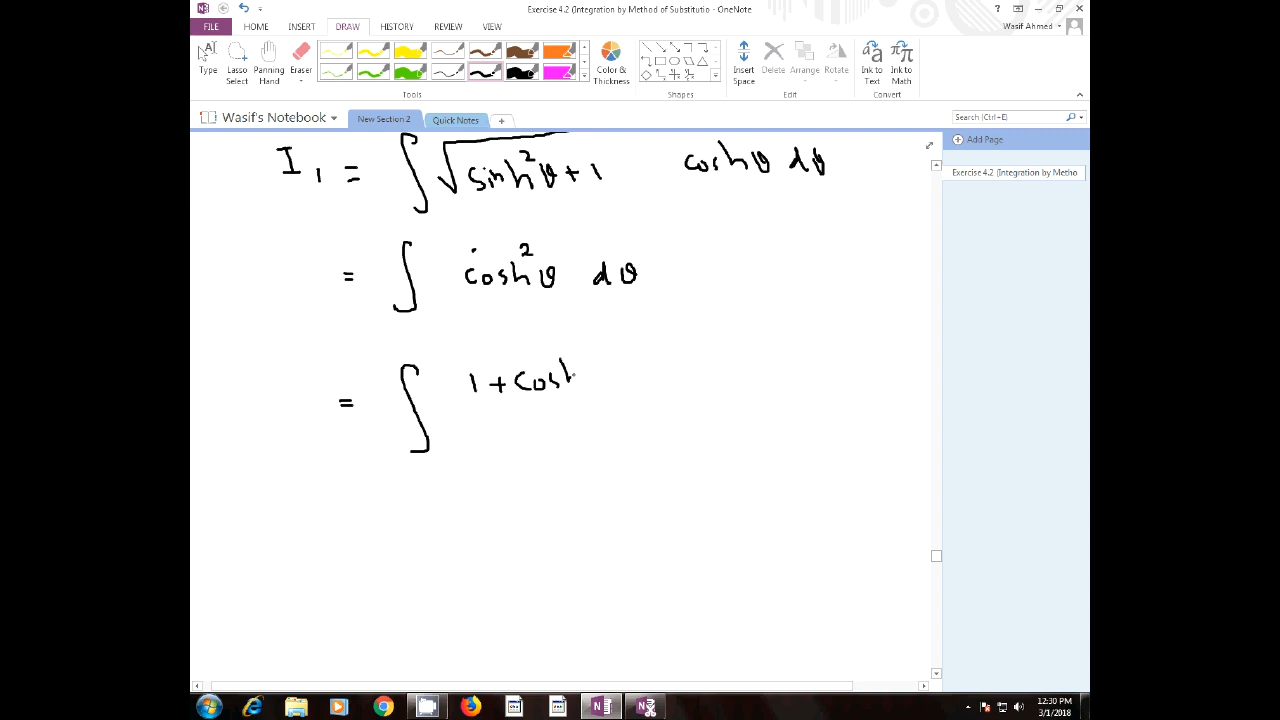 Exercise 4.2 (Integration by Method of Substitutio - OneNote
Wasif Ahmed
FILE HOME INSERT DRAW HISTORY REVIEW VIEW
Type Lasso Select Panning Hand Eraser Color & Thickness Insert Space Delete Arrange Rotate Ink to Text Ink to Math
Tools Shapes Edit Convert
Wasif's Notebook New Section 2 Quick Notes Search (Ctrl+E)
Add Page
Exercise 4.2 (Integration by Metho
I₁ = ∫ √sinh²θ + 1 coshθ dθ
= ∫ cosh²θ dθ
= ∫ 1 + cosh
12:30 PM
3/1/2018